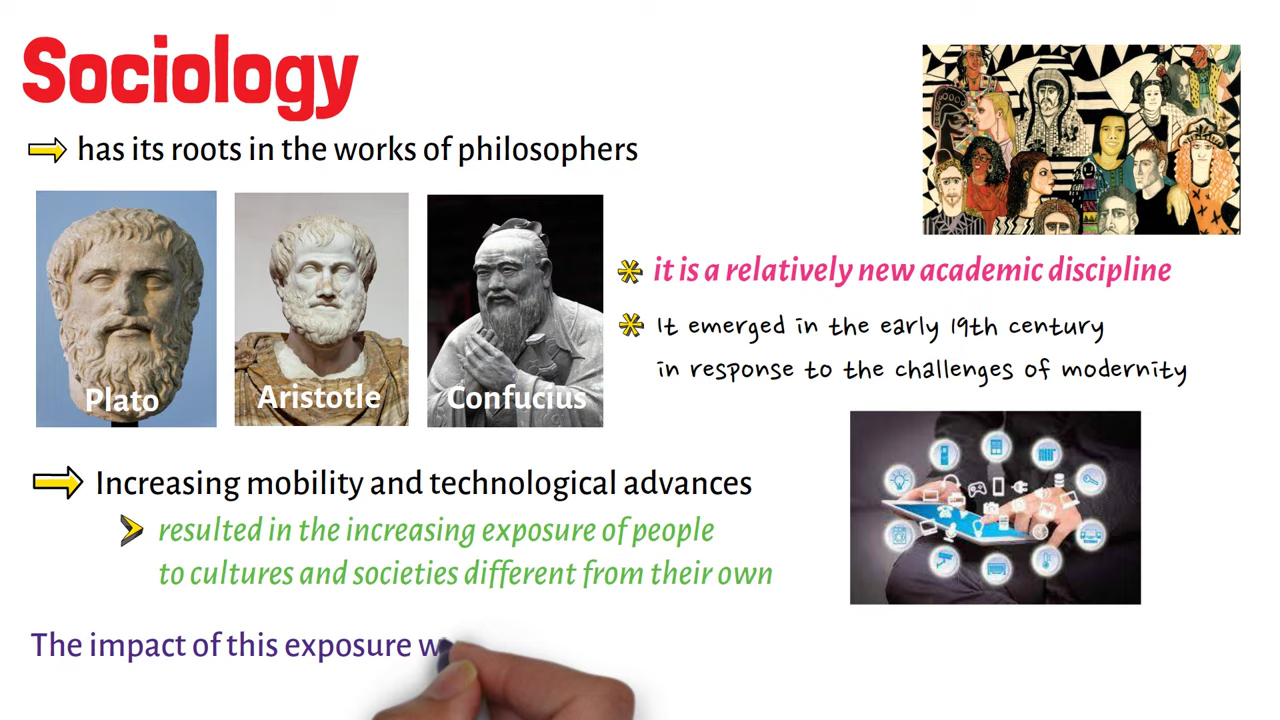 Sociology
has its roots in the works of philosophers
Plato
Aristotle
Confucius
it is a relatively new academic discipline
It emerged in the early 19th century
in response to the challenges of modernity
Increasing mobility and technological advances
resulted in the increasing exposure of people
to cultures and societies different from their own
The impact of this exposure w